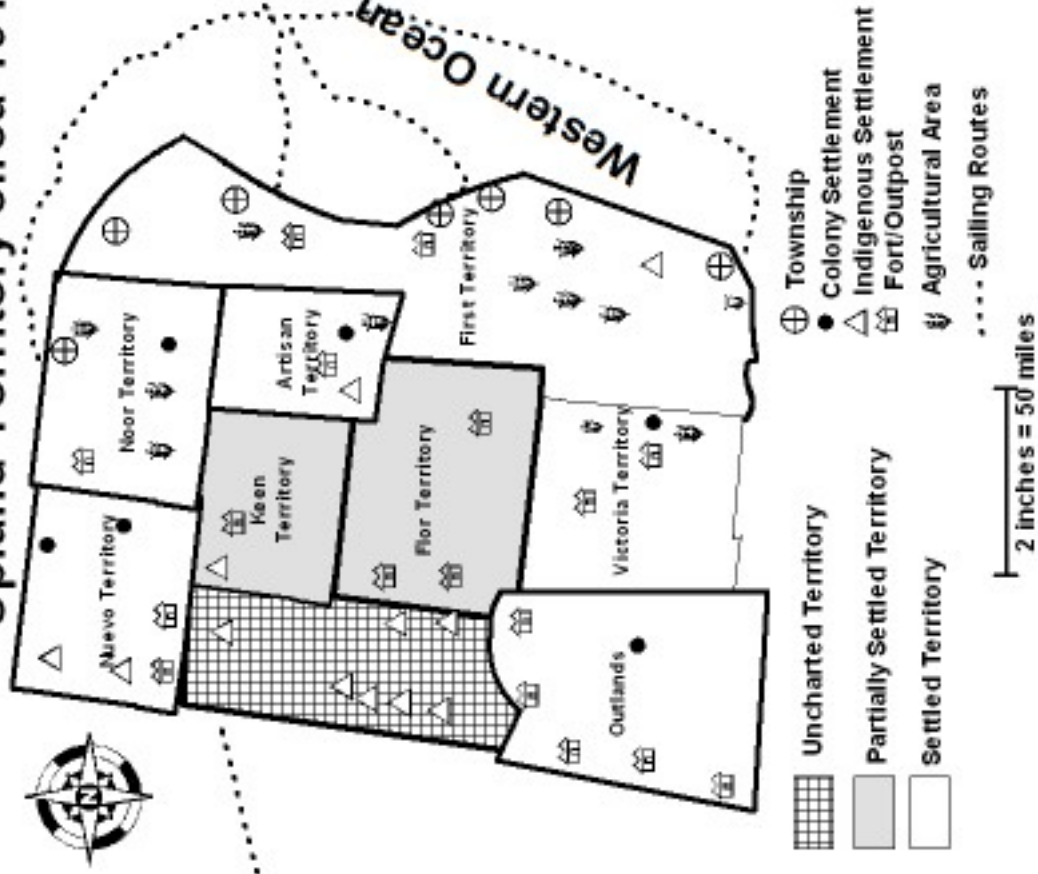 Western Ocean
Nuevo Territory
Noor Territory
Keen
Territory
Artisan
Territory
Flor Territory
First Territory
Victoria Territory
Outlands
N
Uncharted Territory
Partially Settled Territory
Settled Territory
Township
Colony Settlement
Indigenous Settlement
Fort/Outpost
Agricultural Area
Sailing Routes
2 inches = 50 miles